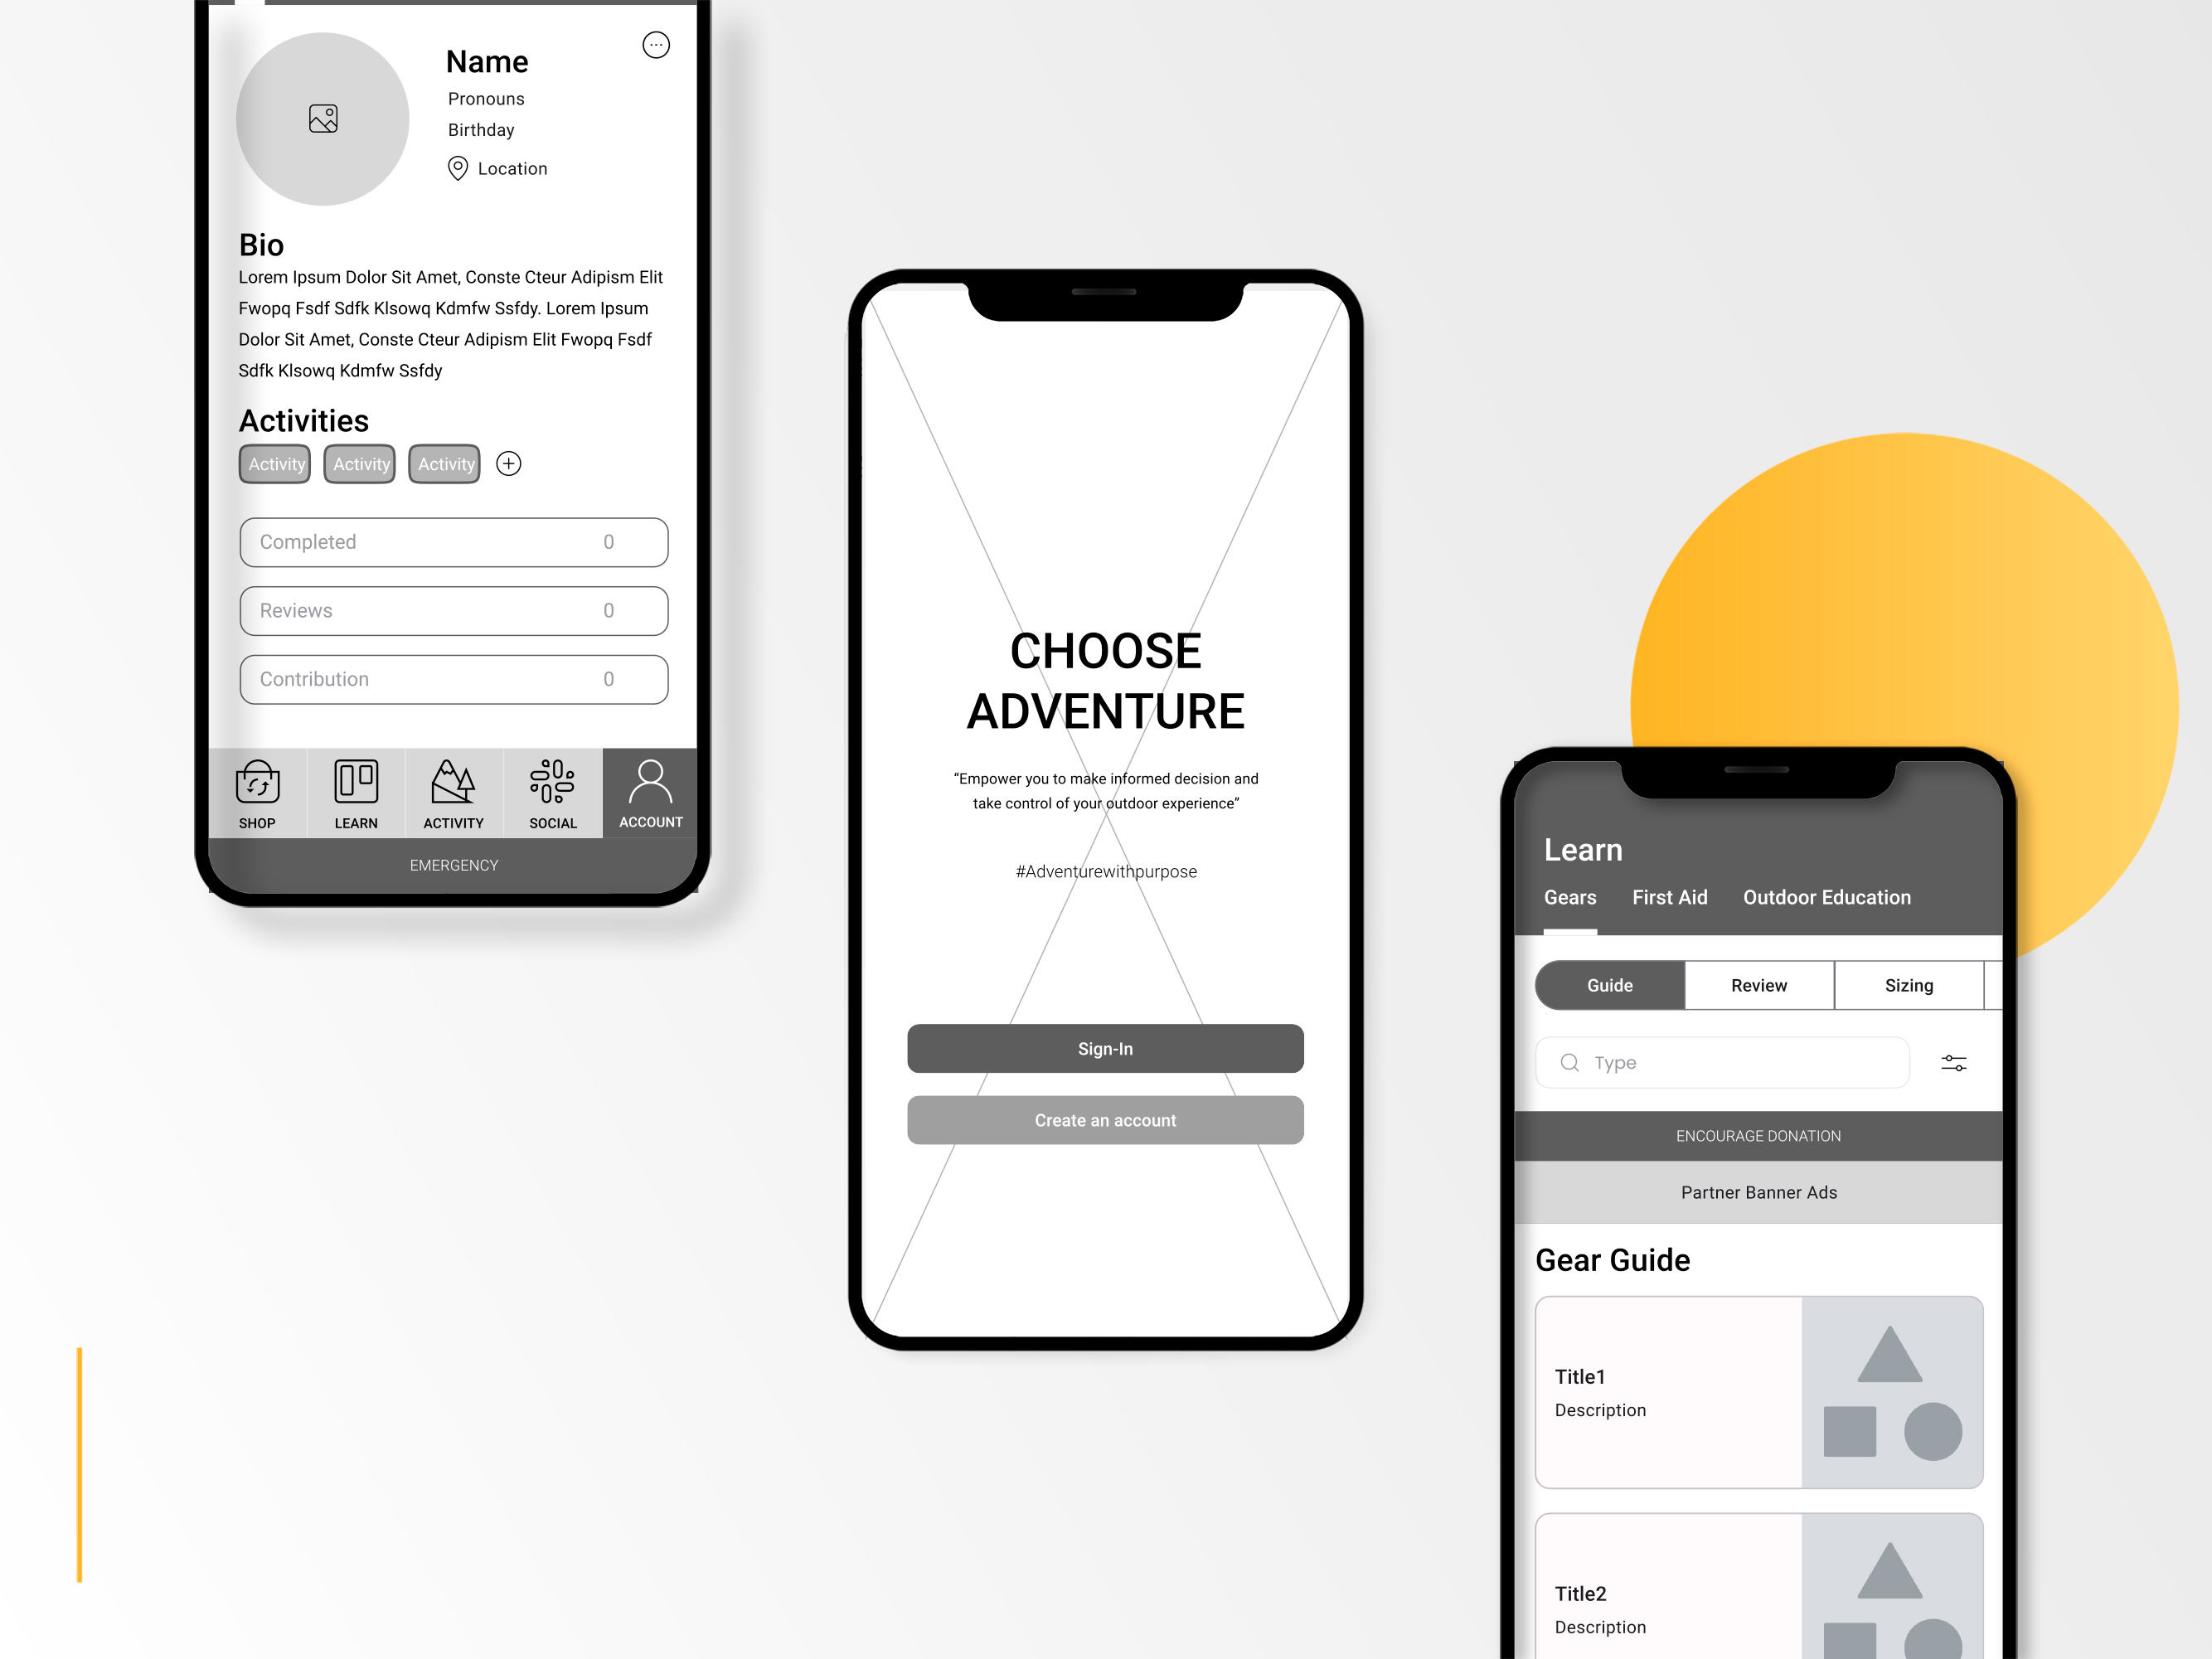 Name
Pronouns
Birthday
Location
Bio
Lorem Ipsum Dolor Sit Amet, Conste Cteur Adipism Elit
Fwopq Fsdf Sdfk Klsowq Kdmfw Ssfdy. Lorem Ipsum
Dolor Sit Amet, Conste Cteur Adipism Elit Fwopq Fsdf
Sdfk Klsowq Kdmfw Ssfdy
Activities
Activity Activity Activity
Completed 0
Reviews 0
Contribution 0
SHOP LEARN ACTIVITY SOCIAL ACCOUNT
EMERGENCY
CHOOSE
ADVENTURE
“Empower you to make informed decision and
take control of your outdoor experience”
#Adventurewithpurpose
Sign-In
Create an account
Learn
Gears First Aid Outdoor Education
Guide Review Sizing
Type
ENCOURAGE DONATION
Partner Banner Ads
Gear Guide
Title1
Description
Title2
Description